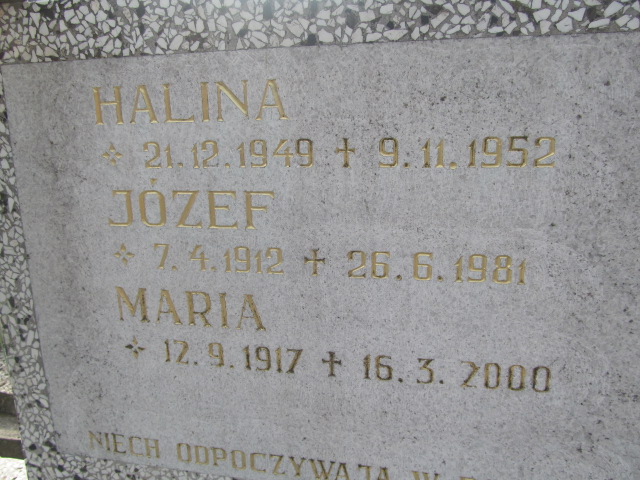 HALINA
21.12.1949 ✝ 9.11.1952
JÓZEF
7.4.1912 ✝ 26.6.1981
MARIA
12.9.1917 ✝ 16.3.2000
NIECH ODPOCZYWAJĄ W